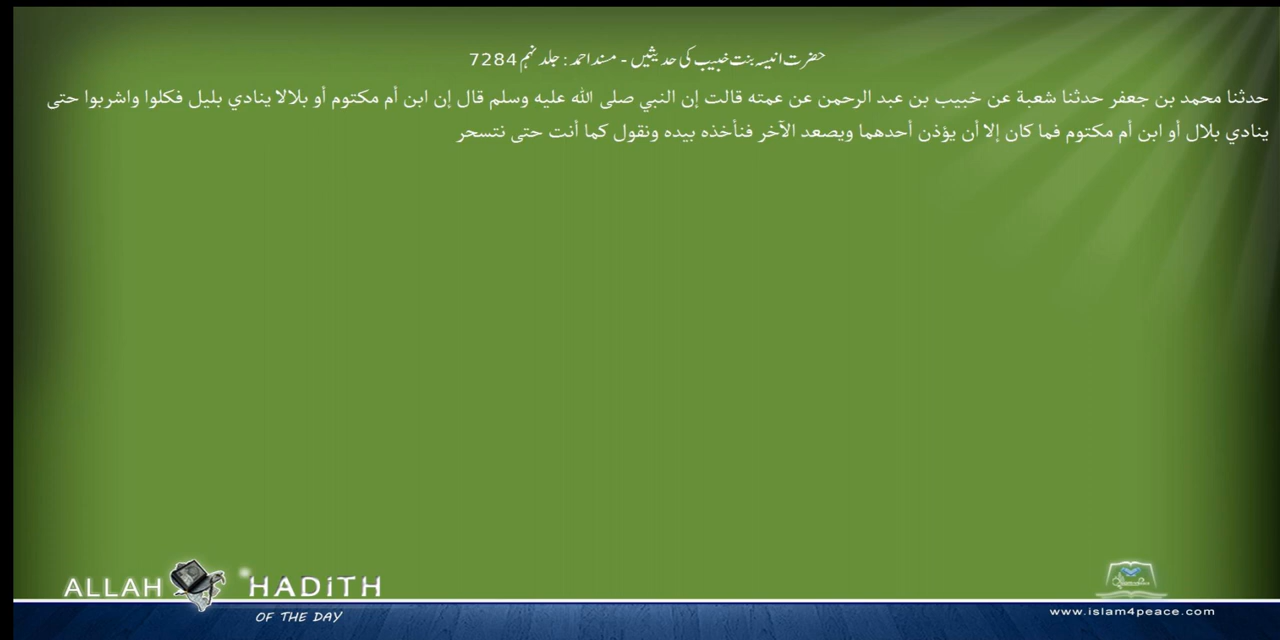 حضرت انیسہ بنت خبیب کی حدیثیں - مسند احمد : جلد نہم 7284
حدثنا محمد بن جعفر حدثنا شعبة عن خبيب بن عبد الرحمن عن عمته قالت إن النبي صلى الله عليه وسلم قال إن ابن أم مكتوم أو بلالا ينادي بليل فكلوا واشربوا حتى
ينادي بلال أو ابن أم مكتوم فما كان إلا أن يؤذن أحدهما ويصعد الآخر فنأخذه بيده ونقول كما أنت حتى نتسحر
ALLAH HADiTH
OF THE DAY
www.islam4peace.com